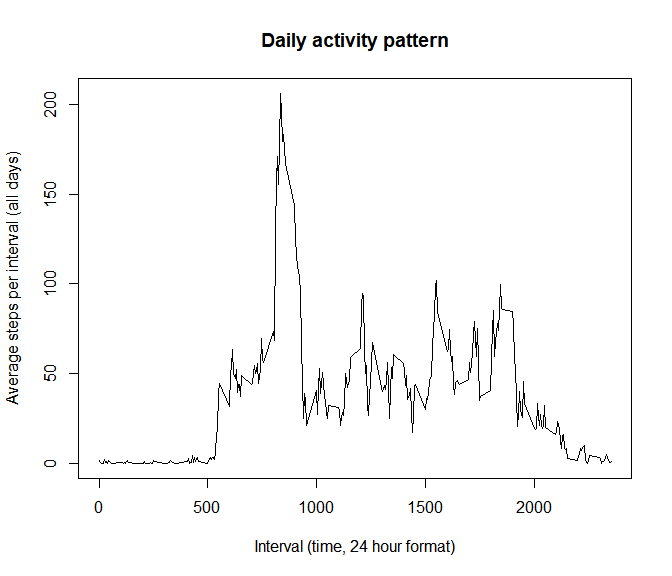 Daily activity pattern
Average steps per interval (all days)
200
150
100
50
0
0 500 1000 1500 2000
Interval (time, 24 hour format)